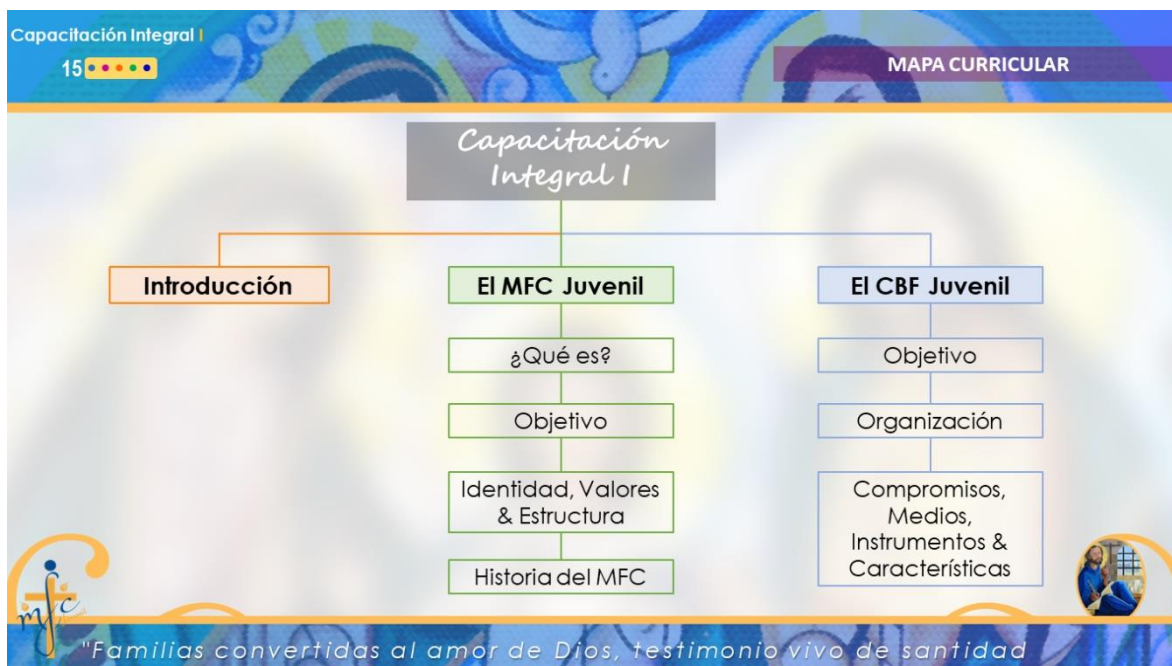 Capacitación Integral I
15
MAPA CURRICULAR
Capacitación
Integral I
Introducción
El MFC Juvenil
¿Qué es?
Objetivo
Identidad, Valores
& Estructura
Historia del MFC
El CBF Juvenil
Objetivo
Organización
Compromisos,
Medios,
Instrumentos &
Características
mfc
"Familias convertidas al amor de Dios, testimonio vivo de santidad